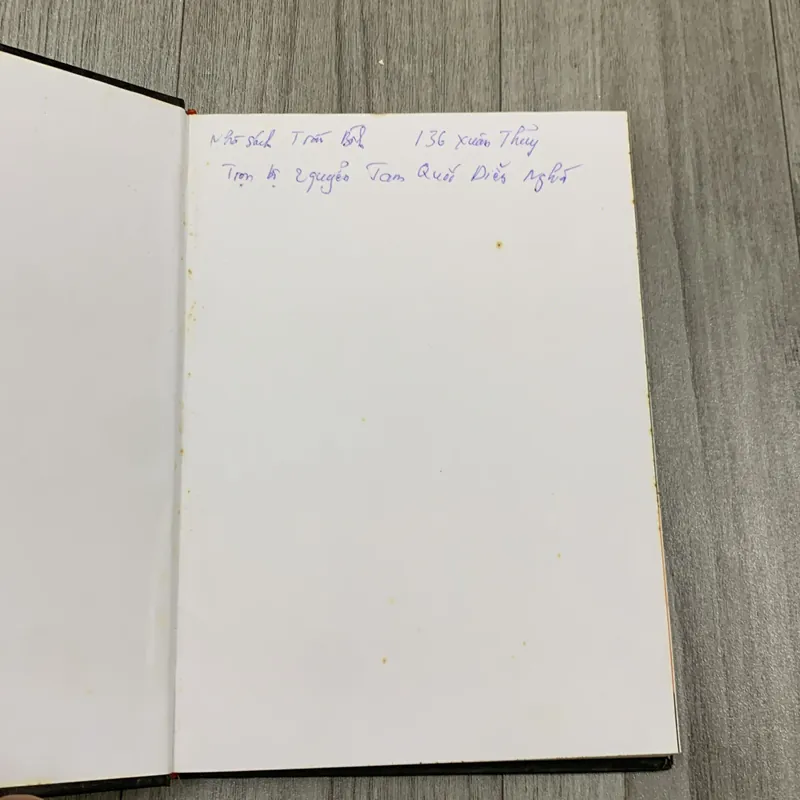 Nhà sách Trần Bình 136 Xuân Thủy
Trọn bộ 2 quyển Tam Quốc Diễn Nghĩa